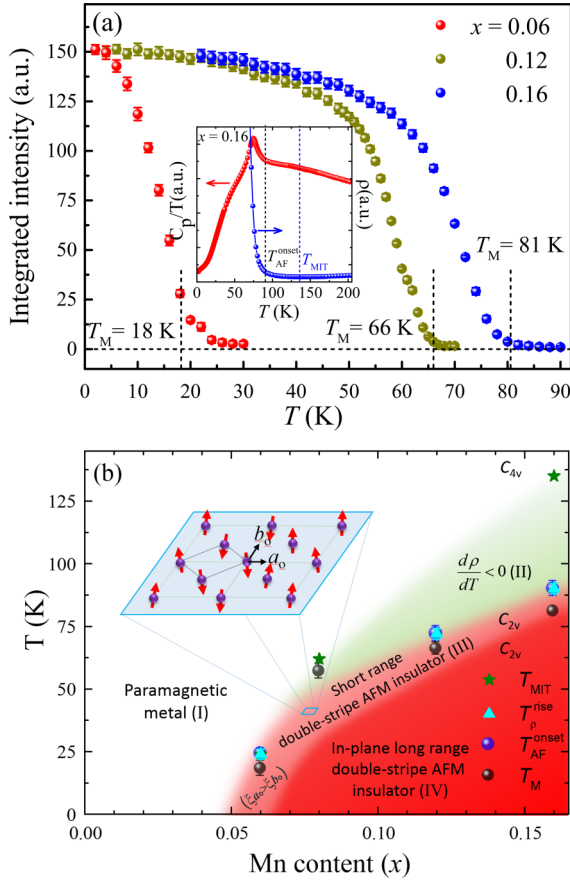 (a)
x = 0.06
0.12
0.16
Integrated intensity (a.u.)
150
125
100
75
50
25
0
x = 0.16
C_p/T(a.u.)
ρ(a.u.)
T_AF^onset
T_MIT
0 50 100 150 200
T (K)
T_M = 18 K
T_M = 66 K
T_M = 81 K
0 10 20 30 40 50 60 70 80 90
T (K)
(b)
C_4v
125
100
75
50
25
0
T (K)
b_o
a_o
dρ/dT < 0 (II)
C_2v
C_2v
Short range
double-stripe AFM insulator (III)
Paramagnetic
metal (I)
In-plane long range
double-stripe AFM
insulator (IV)
(ξa_o>ξb_o)
T_MIT
T_ρ^rise
T_AF^onset
T_M
0.00 0.05 0.10 0.15
Mn content (x)